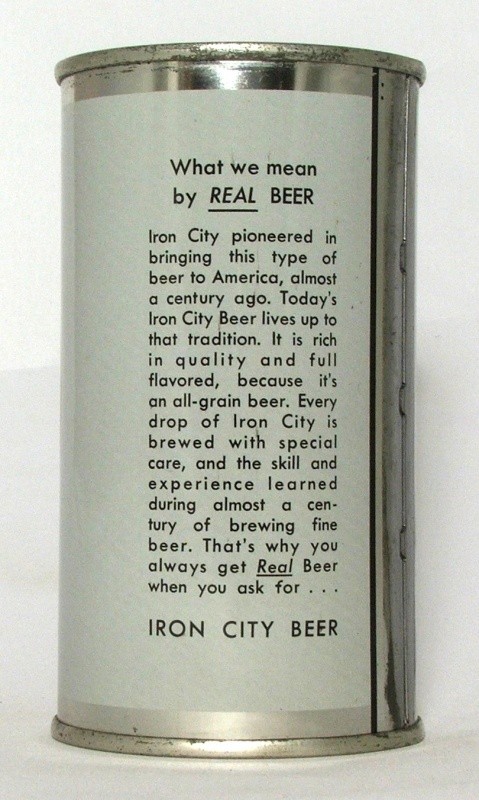 What we mean
by REAL BEER
Iron City pioneered in
bringing this type of
beer to America, almost
a century ago. Today's
Iron City Beer lives up to
that tradition. It is rich
in quality and full
flavored, because it's
an all-grain beer. Every
drop of Iron City is
brewed with special
care, and the skill and
experience learned
during almost a cen-
tury of brewing fine
beer. That's why you
always get Real Beer
when you ask for . . .
IRON CITY BEER